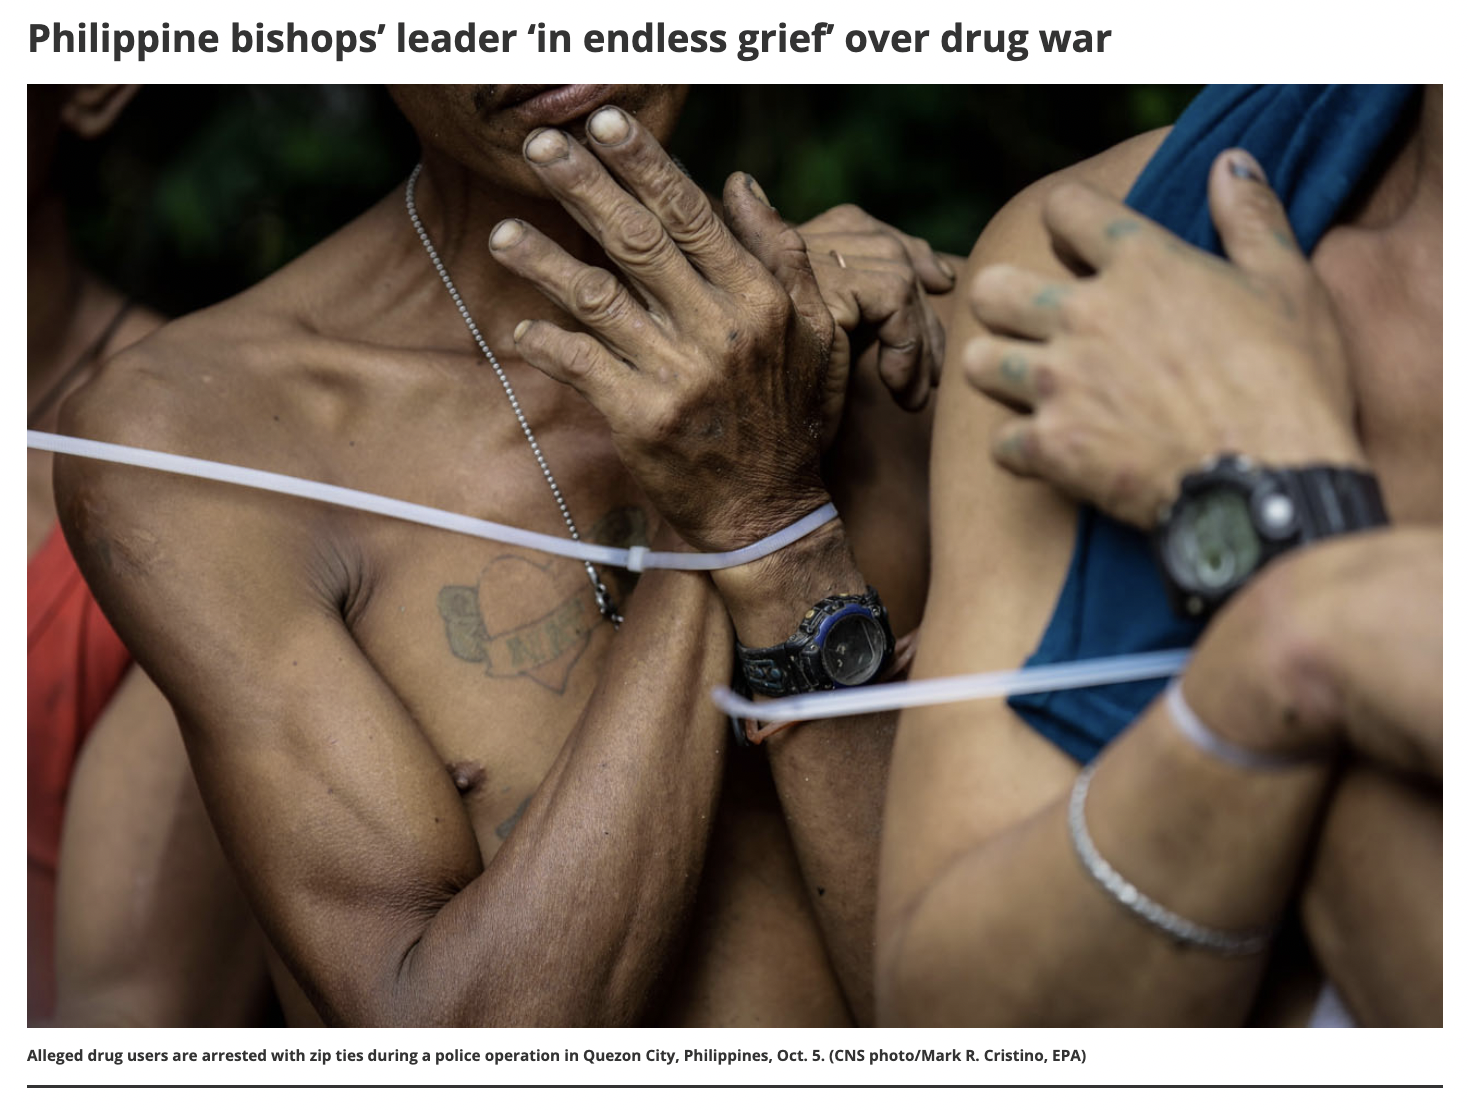 Philippine bishops’ leader ‘in endless grief’ over drug war
Alleged drug users are arrested with zip ties during a police operation in Quezon City, Philippines, Oct. 5. (CNS photo/Mark R. Cristino, EPA)